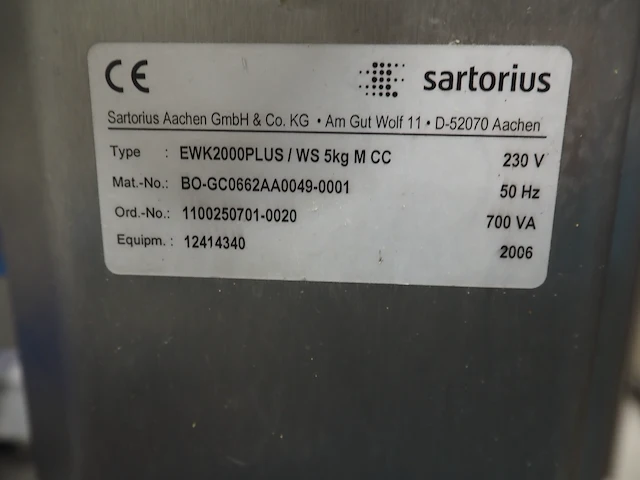 CE
sartorius
Sartorius Aachen GmbH & Co. KG • Am Gut Wolf 11 • D-52070 Aachen
Type : EWK2000PLUS / WS 5kg M CC 230 V
Mat.-No.: BO-GC0662AA0049-0001 50 Hz
Ord.-No.: 1100250701-0020 700 VA
Equipm. : 12414340 2006